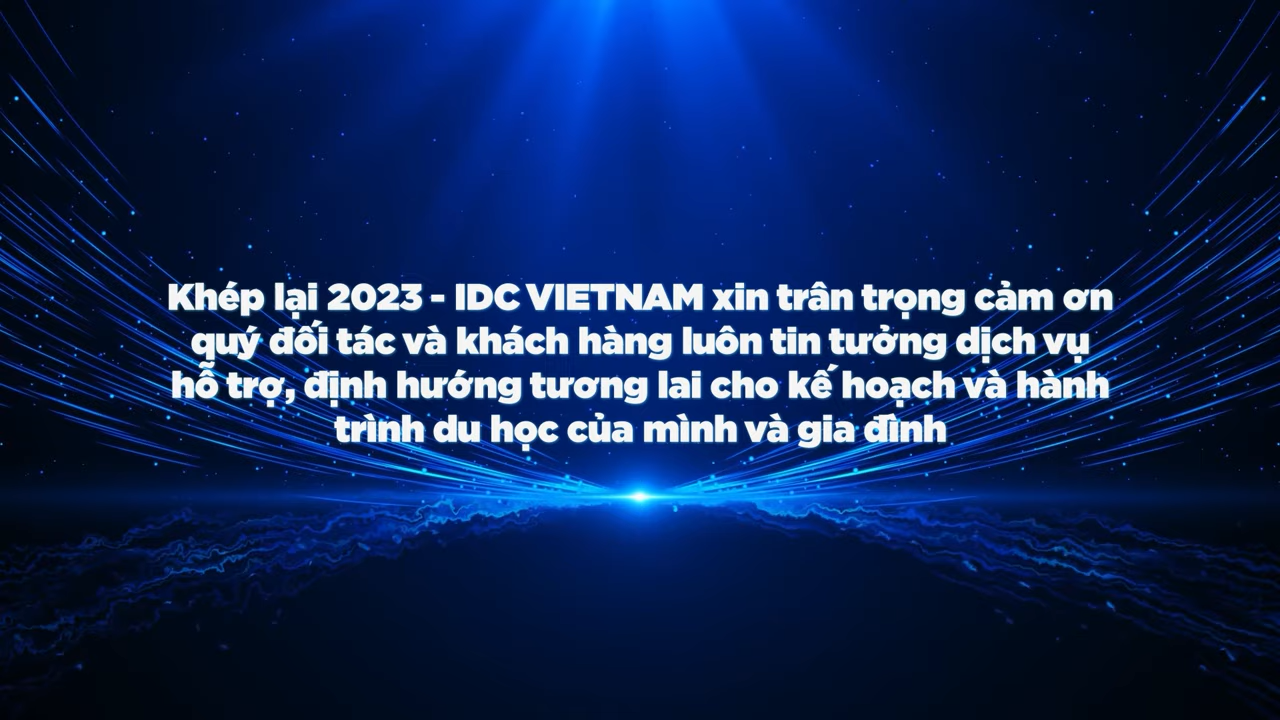 Khép lại 2023 - IDC VIETNAM xin trân trọng cảm ơn
quý đối tác và khách hàng luôn tin tưởng dịch vụ
hỗ trợ, định hướng tương lai cho kế hoạch và hành
trình du học của mình và gia đình